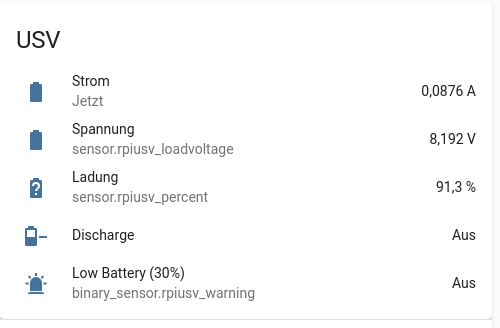 USV
Strom
Jetzt
0,0876 A
Spannung
sensor.rpiusv_loadvoltage
8,192 V
Ladung
sensor.rpiusv_percent
91,3 %
Discharge
Aus
Low Battery (30%)
binary_sensor.rpiusv_warning
Aus